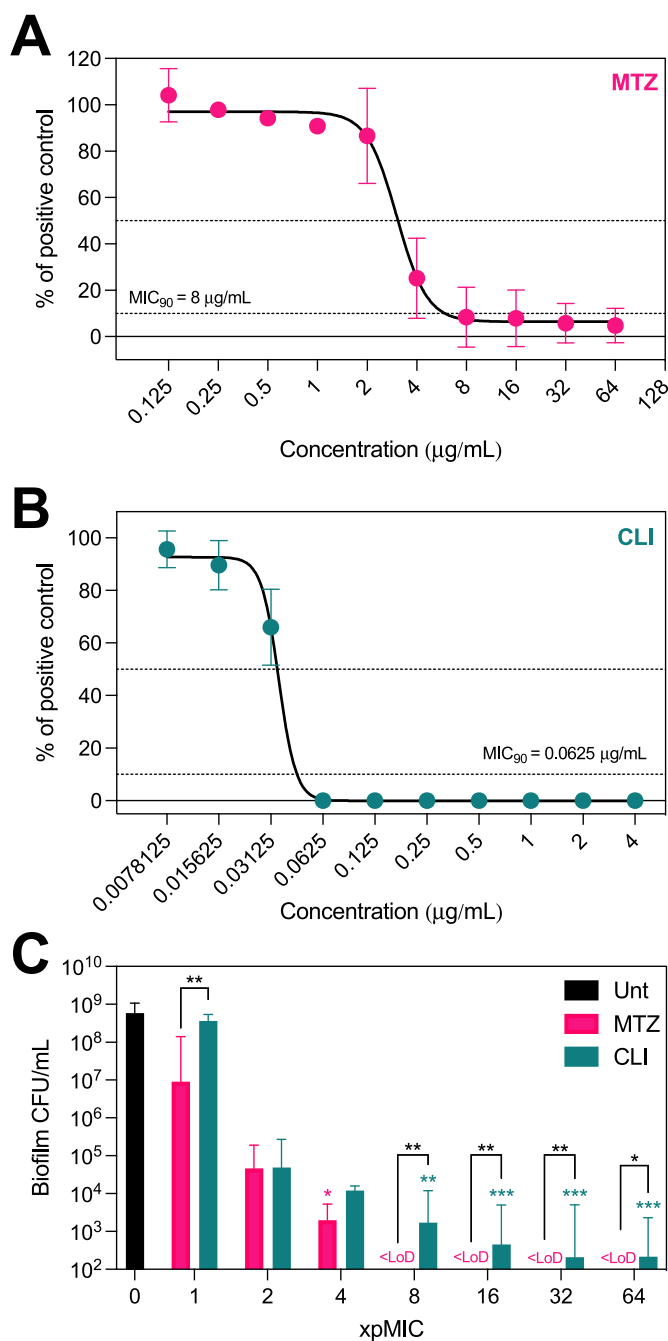 A
MTZ
% of positive control
120
100
80
60
40
20
0
MIC90 = 8 μg/mL
0.125 0.25 0.5 1 2 4 8 16 32 64 128
Concentration (μg/mL)
B
CLI
% of positive control
100
80
60
40
20
0
MIC90 = 0.0625 μg/mL
0.0078125 0.015625 0.03125 0.0625 0.125 0.25 0.5 1 2 4
Concentration (μg/mL)
C
Biofilm CFU/mL
10^10
10^9
10^8
10^7
10^6
10^5
10^4
10^3
10^2
Unt
MTZ
CLI
**
** ** ** *
* ** *** *** ***
<LoD <LoD <LoD <LoD
0 1 2 4 8 16 32 64
xpMIC